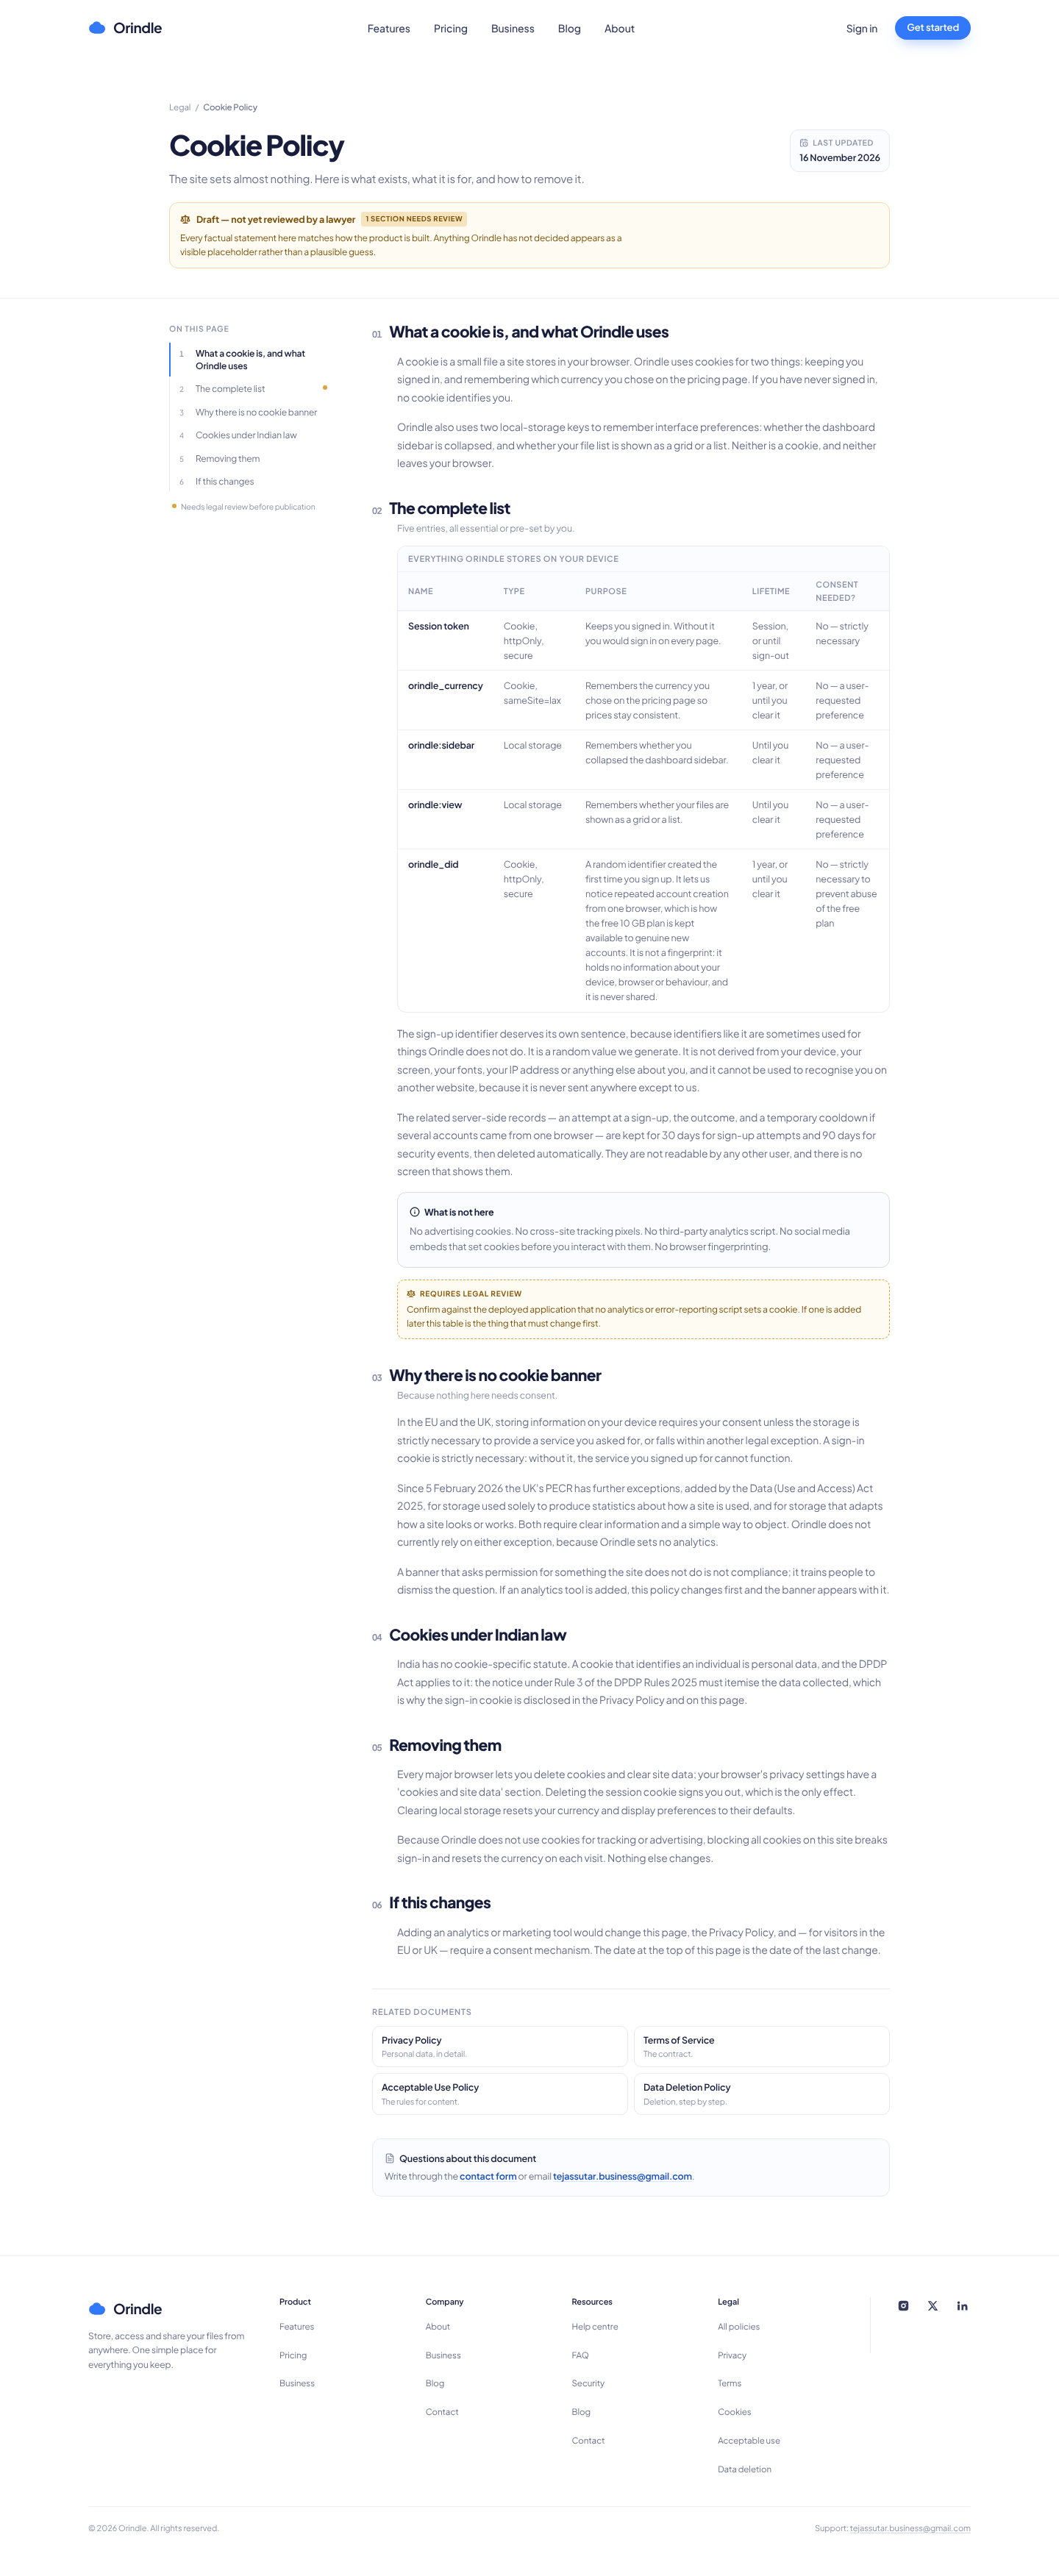 Orindle
Features Pricing Business Blog About
Sign in Get started
Legal / Cookie Policy
Cookie Policy
The site sets almost nothing. Here is what exists, what it is for, and how to remove it.
LAST UPDATED
16 November 2026
Draft — not yet reviewed by a lawyer 1 SECTION NEEDS REVIEW
Every factual statement here matches how the product is built. Anything Orindle has not decided appears as a
visible placeholder rather than a plausible guess.
ON THIS PAGE
1 What a cookie is, and what
Orindle uses
2 The complete list
3 Why there is no cookie banner
4 Cookies under Indian law
5 Removing them
6 If this changes
Needs legal review before publication
01 What a cookie is, and what Orindle uses
A cookie is a small file a site stores in your browser. Orindle uses cookies for two things: keeping you
signed in, and remembering which currency you chose on the pricing page. If you have never signed in,
no cookie identifies you.
Orindle also uses two local-storage keys to remember interface preferences: whether the dashboard
sidebar is collapsed, and whether your file list is shown as a grid or a list. Neither is a cookie, and neither
leaves your browser.
02 The complete list
Five entries, all essential or pre-set by you.
EVERYTHING ORINDLE STORES ON YOUR DEVICE
NAME TYPE PURPOSE LIFETIME CONSENT
NEEDED?
Session token Cookie, Keeps you signed in. Without it Session, No — strictly
httpOnly, you would sign in on every page. or until necessary
secure sign-out
orindle_currency Cookie, Remembers the currency you 1 year, or No — a user-
sameSite=lax chose on the pricing page so until you requested
prices stay consistent. clear it preference
orindle:sidebar Local storage Remembers whether you Until you No — a user-
collapsed the dashboard sidebar. clear it requested
preference
orindle:view Local storage Remembers whether your files are Until you No — a user-
shown as a grid or a list. clear it requested
preference
orindle_did Cookie, A random identifier created the 1 year, or No — strictly
httpOnly, first time you sign up. It lets us until you necessary to
secure notice repeated account creation clear it prevent abuse
from one browser, which is how of the free
the free 10 GB plan is kept plan
available to genuine new
accounts. It is not a fingerprint: it
holds no information about your
device, browser or behaviour, and
it is never shared.
The sign-up identifier deserves its own sentence, because identifiers like it are sometimes used for
things Orindle does not do. It is a random value we generate. It is not derived from your device, your
screen, your fonts, your IP address or anything else about you, and it cannot be used to recognise you on
another website, because it is never sent anywhere except to us.
The related server-side records — an attempt at a sign-up, the outcome, and a temporary cooldown if
several accounts came from one browser — are kept for 30 days for sign-up attempts and 90 days for
security events, then deleted automatically. They are not readable by any other user, and there is no
screen that shows them.
What is not here
No advertising cookies. No cross-site tracking pixels. No third-party analytics script. No social media
embeds that set cookies before you interact with them. No browser fingerprinting.
REQUIRES LEGAL REVIEW
Confirm against the deployed application that no analytics or error-reporting script sets a cookie. If one is added
later this table is the thing that must change first.
03 Why there is no cookie banner
Because nothing here needs consent.
In the EU and the UK, storing information on your device requires your consent unless the storage is
strictly necessary to provide a service you asked for, or falls within another legal exception. A sign-in
cookie is strictly necessary: without it, the service you signed up for cannot function.
Since 5 February 2026 the UK's PECR has further exceptions, added by the Data (Use and Access) Act
2025, for storage used solely to produce statistics about how a site is used, and for storage that adapts
how a site looks or works. Both require clear information and a simple way to object. Orindle does not
currently rely on either exception, because Orindle sets no analytics.
A banner that asks permission for something the site does not do is not compliance; it trains people to
dismiss the question. If an analytics tool is added, this policy changes first and the banner appears with it.
04 Cookies under Indian law
India has no cookie-specific statute. A cookie that identifies an individual is personal data, and the DPDP
Act applies to it: the notice under Rule 3 of the DPDP Rules 2025 must itemise the data collected, which
is why the sign-in cookie is disclosed in the Privacy Policy and on this page.
05 Removing them
Every major browser lets you delete cookies and clear site data; your browser's privacy settings have a
'cookies and site data' section. Deleting the session cookie signs you out, which is the only effect.
Clearing local storage resets your currency and display preferences to their defaults.
Because Orindle does not use cookies for tracking or advertising, blocking all cookies on this site breaks
sign-in and resets the currency on each visit. Nothing else changes.
06 If this changes
Adding an analytics or marketing tool would change this page, the Privacy Policy, and — for visitors in the
EU or UK — require a consent mechanism. The date at the top of this page is the date of the last change.
RELATED DOCUMENTS
Privacy Policy
Personal data, in detail.
Terms of Service
The contract.
Acceptable Use Policy
The rules for content.
Data Deletion Policy
Deletion, step by step.
Questions about this document
Write through the contact form or email tejassutar.business@gmail.com.
Orindle
Store, access and share your files from
anywhere. One simple place for
everything you keep.
Product
Features
Pricing
Business
Company
About
Business
Blog
Contact
Resources
Help centre
FAQ
Security
Blog
Contact
Legal
All policies
Privacy
Terms
Cookies
Acceptable use
Data deletion
© 2026 Orindle. All rights reserved.
Support: tejassutar.business@gmail.com